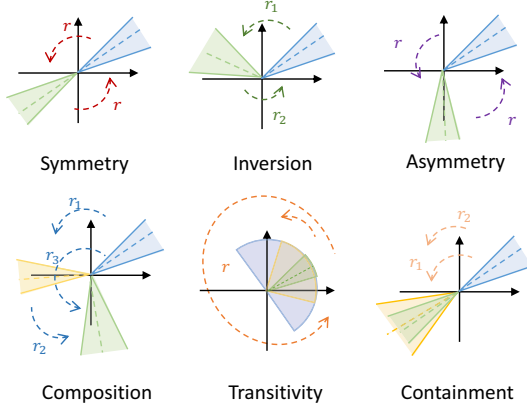 r
r
Symmetry
r₁
r₂
Inversion
r
r
Asymmetry
r₁
r₃
r₂
Composition
r
Transitivity
r₂
r₁
Containment